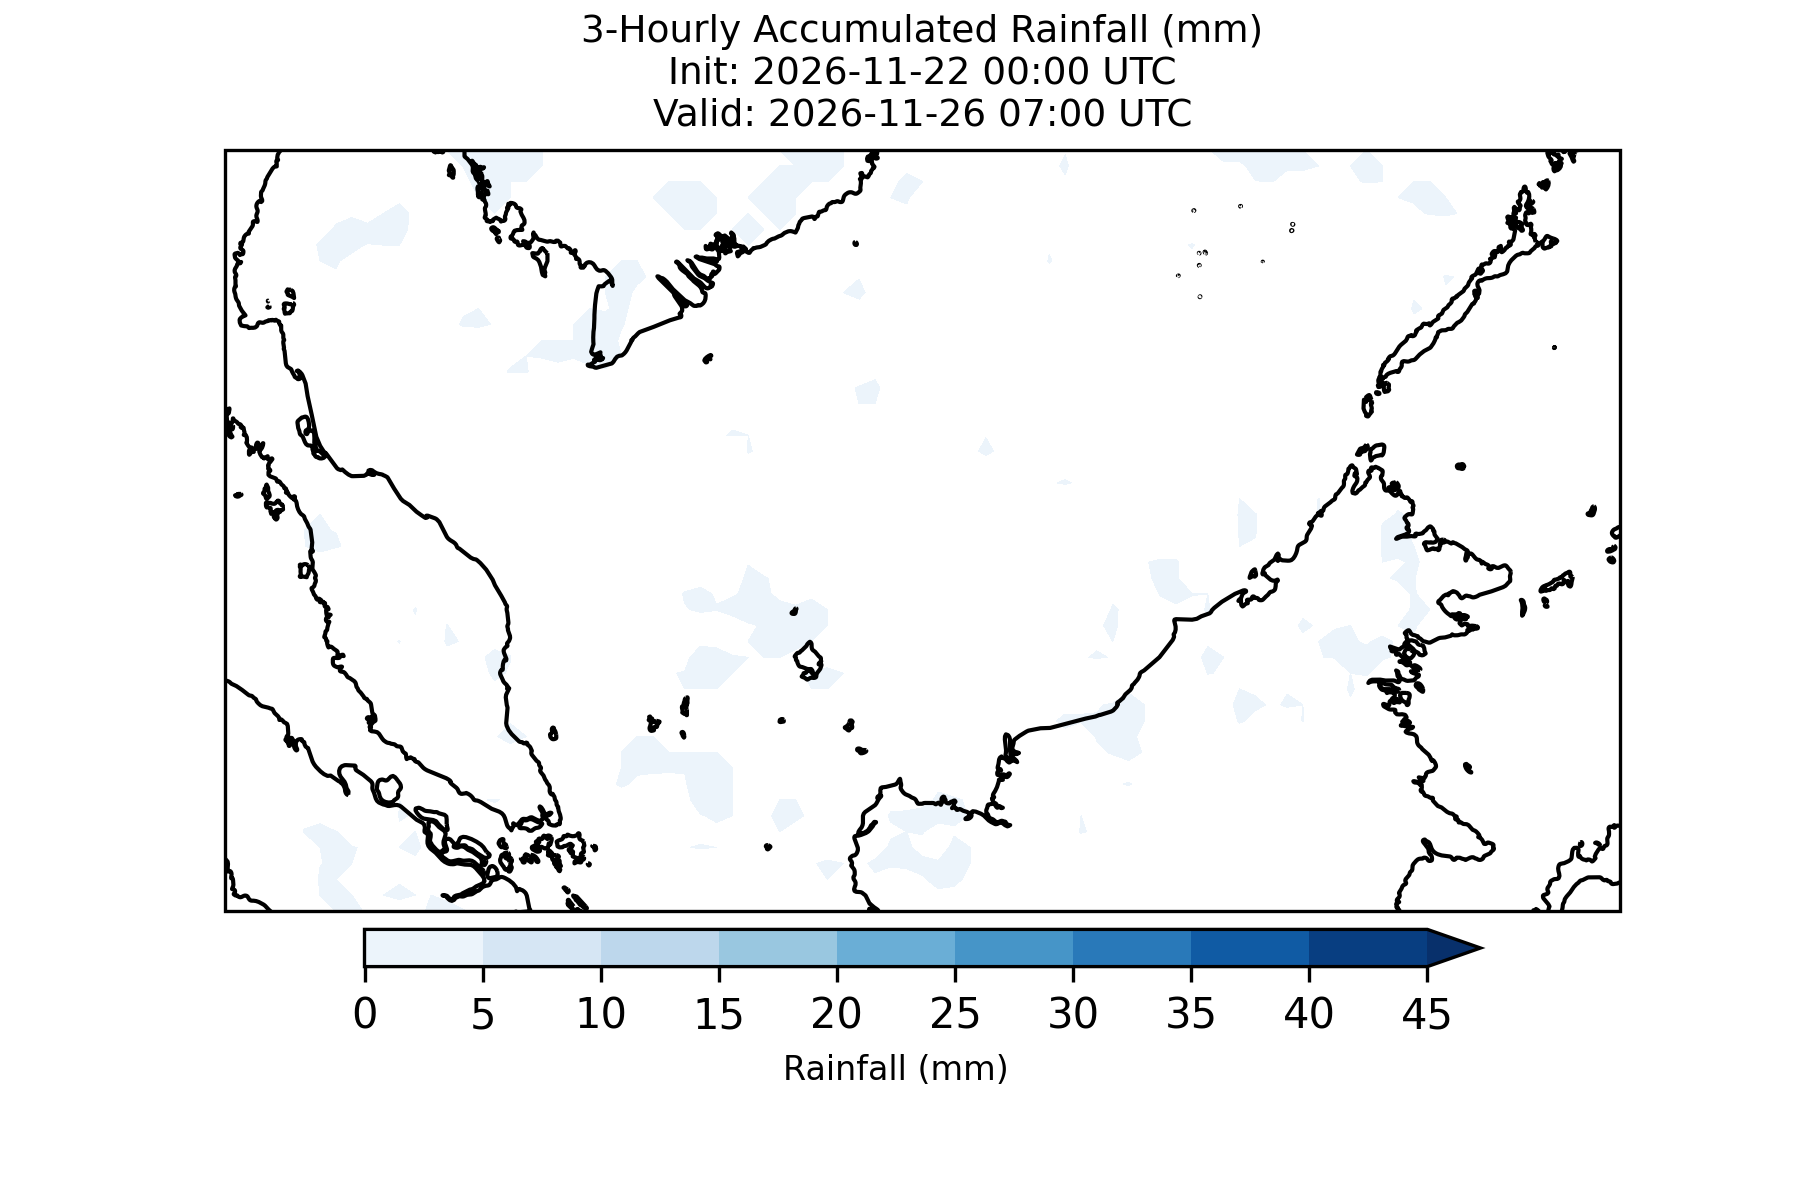 3-Hourly Accumulated Rainfall (mm)
Init: 2026-11-22 00:00 UTC
Valid: 2026-11-26 07:00 UTC
0 5 10 15 20 25 30 35 40 45
Rainfall (mm)